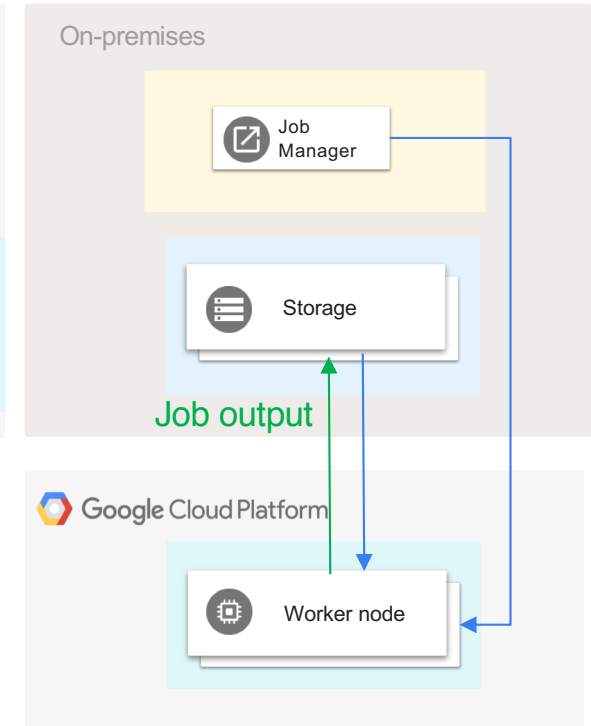 On-premises
Job
Manager
Storage
Job output
Google Cloud Platform
Worker node